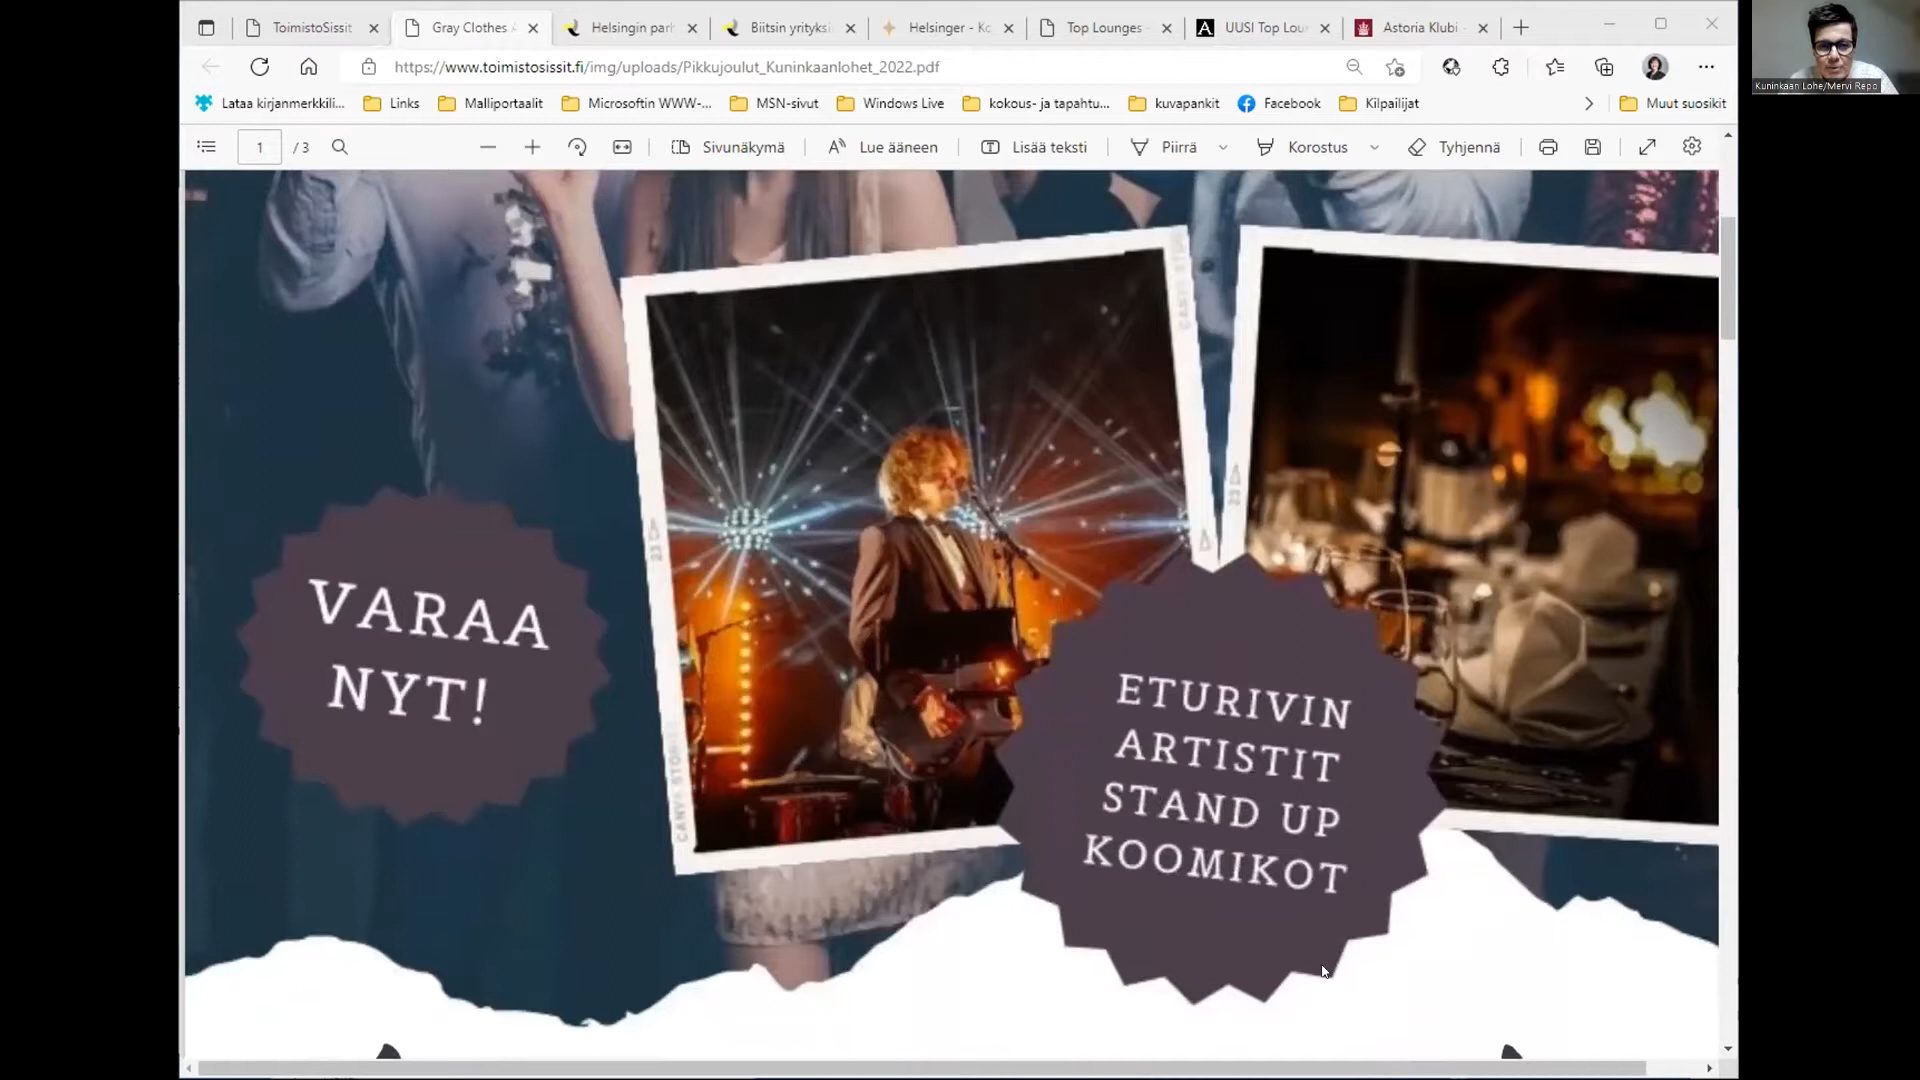 ToimistoSissit
Gray Clothes
Helsingin par
Biitsin yrityksi
Helsinger - Ko
Top Lounges
UUSI Top Lou
Astoria Klubi
https://www.toimistosissit.fi/img/uploads/Pikkujoulut_Kuninkaanlohet_2022.pdf
Kuninkaan Lohe/Mervi Repo
Lataa kirjanmerkkili...
Links
Malliportaalit
Microsoftin WWW-...
MSN-sivut
Windows Live
kokous- ja tapahtu...
kuvapankit
Facebook
Kilpailijat
Muut suosikit
1 / 3
Sivunäkymä
Lue ääneen
Lisää teksti
Piirrä
Korostus
Tyhjennä
VARAA
NYT!
ETURIVIN
ARTISTIT
STAND UP
KOOMIKOT